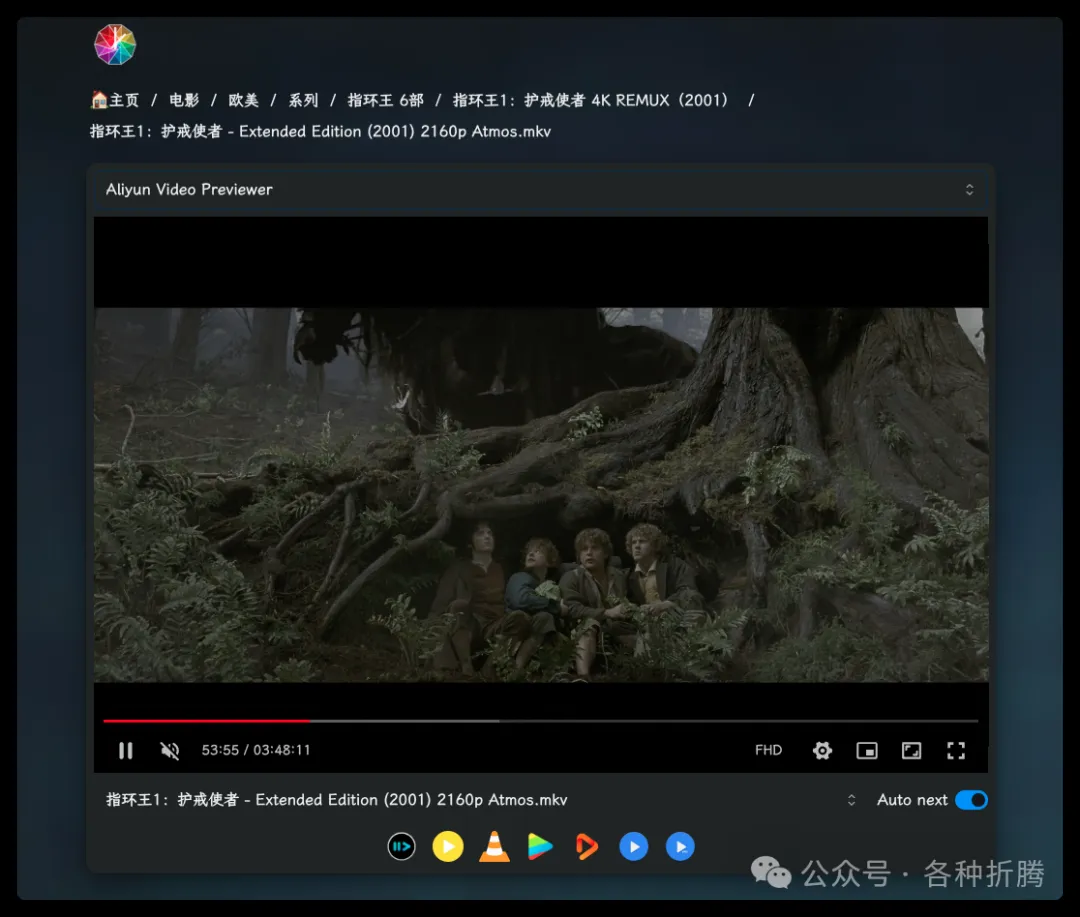 🏠主页 / 电影 / 欧美 / 系列 / 指环王 6部 / 指环王1：护戒使者 4K REMUX（2001） /
指环王1：护戒使者 - Extended Edition (2001) 2160p Atmos.mkv
Aliyun Video Previewer
53:55 / 03:48:11
FHD
指环王1：护戒使者 - Extended Edition (2001) 2160p Atmos.mkv
Auto next
公众号 · 各种折腾